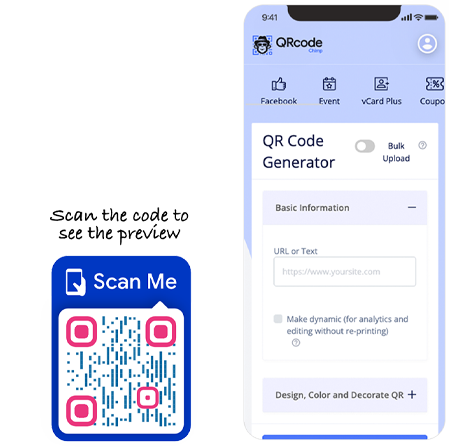 Scan the code to
see the preview
Scan Me
9:41
QRcode
Chimp
Facebook
Event
vCard Plus
Coupo
QR Code
Generator
Bulk
Upload
?
Basic Information
URL or Text
https://www.yoursite.com
Make dynamic (for analytics and
editing without re-printing)
?
Design, Color and Decorate QR +